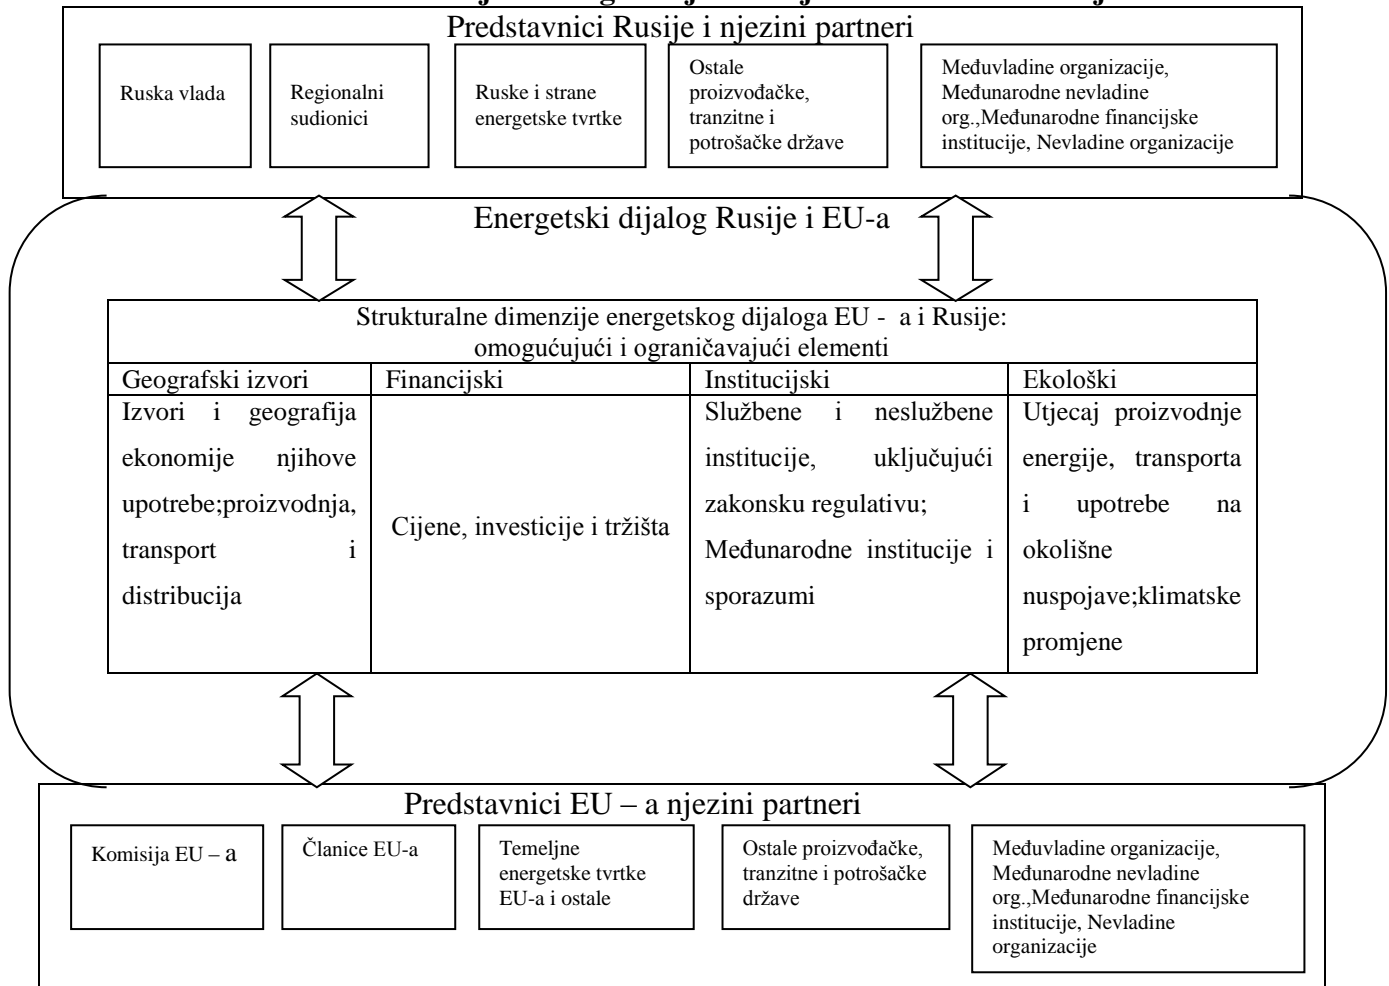 Predstavnici Rusije i njezini partneri
Ruska vlada
Regionalni
sudionici
Ruske i strane
energetske tvrtke
Ostale
proizvođačke,
tranzitne i
potrošačke države
Međuvladine organizacije,
Međunarodne nevladine
org.,Međunarodne financijske
institucije, Nevladine organizacije
Energetski dijalog Rusije i EU-a
Strukturalne dimenzije energetskog dijaloga EU - a i Rusije:
omogućujući i ograničavajući elementi
Geografski izvori
Financijski
Institucijski
Ekološki
Izvori i geografija
ekonomije njihove
upotrebe;proizvodnja,
transport i
distribucija
Cijene, investicije i tržišta
Službene i neslužbene
institucije, uključujući
zakonsku regulativu;
Međunarodne institucije i
sporazumi
Utjecaj proizvodnje
energije, transporta
i upotrebe na
okolišne
nuspojave;klimatske
promjene
Predstavnici EU – a njezini partneri
Komisija EU – a
Članice EU-a
Temeljne
energetske tvrtke
EU-a i ostale
Ostale proizvođačke,
tranzitne i potrošačke
države
Međuvladine organizacije,
Međunarodne nevladine
org.,Međunarodne financijske
institucije, Nevladine
organizacije